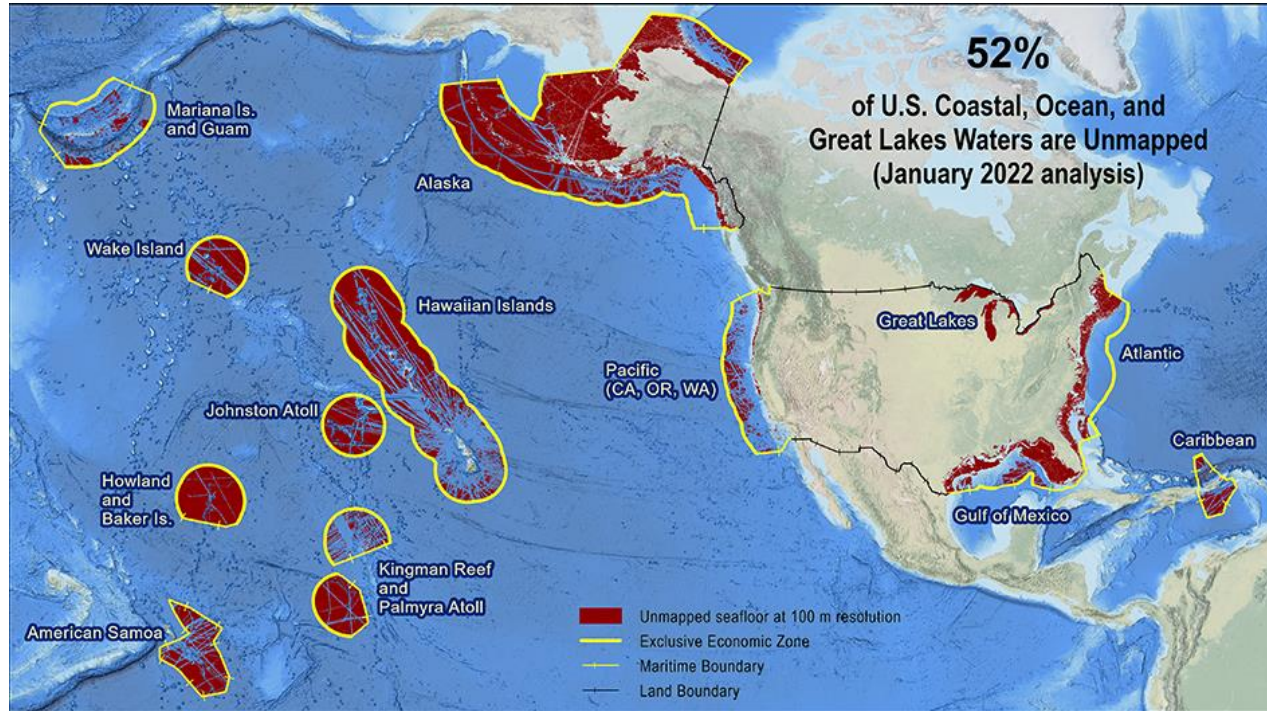 52%
of U.S. Coastal, Ocean, and
Great Lakes Waters are Unmapped
(January 2022 analysis)
Mariana Is.
and Guam
Alaska
Wake Island
Hawaiian Islands
Great Lakes
Pacific
(CA, OR, WA)
Atlantic
Johnston Atoll
Caribbean
Howland
and
Baker Is.
Gulf of Mexico
Kingman Reef
and
Palmyra Atoll
American Samoa
Unmapped seafloor at 100 m resolution
Exclusive Economic Zone
Maritime Boundary
Land Boundary